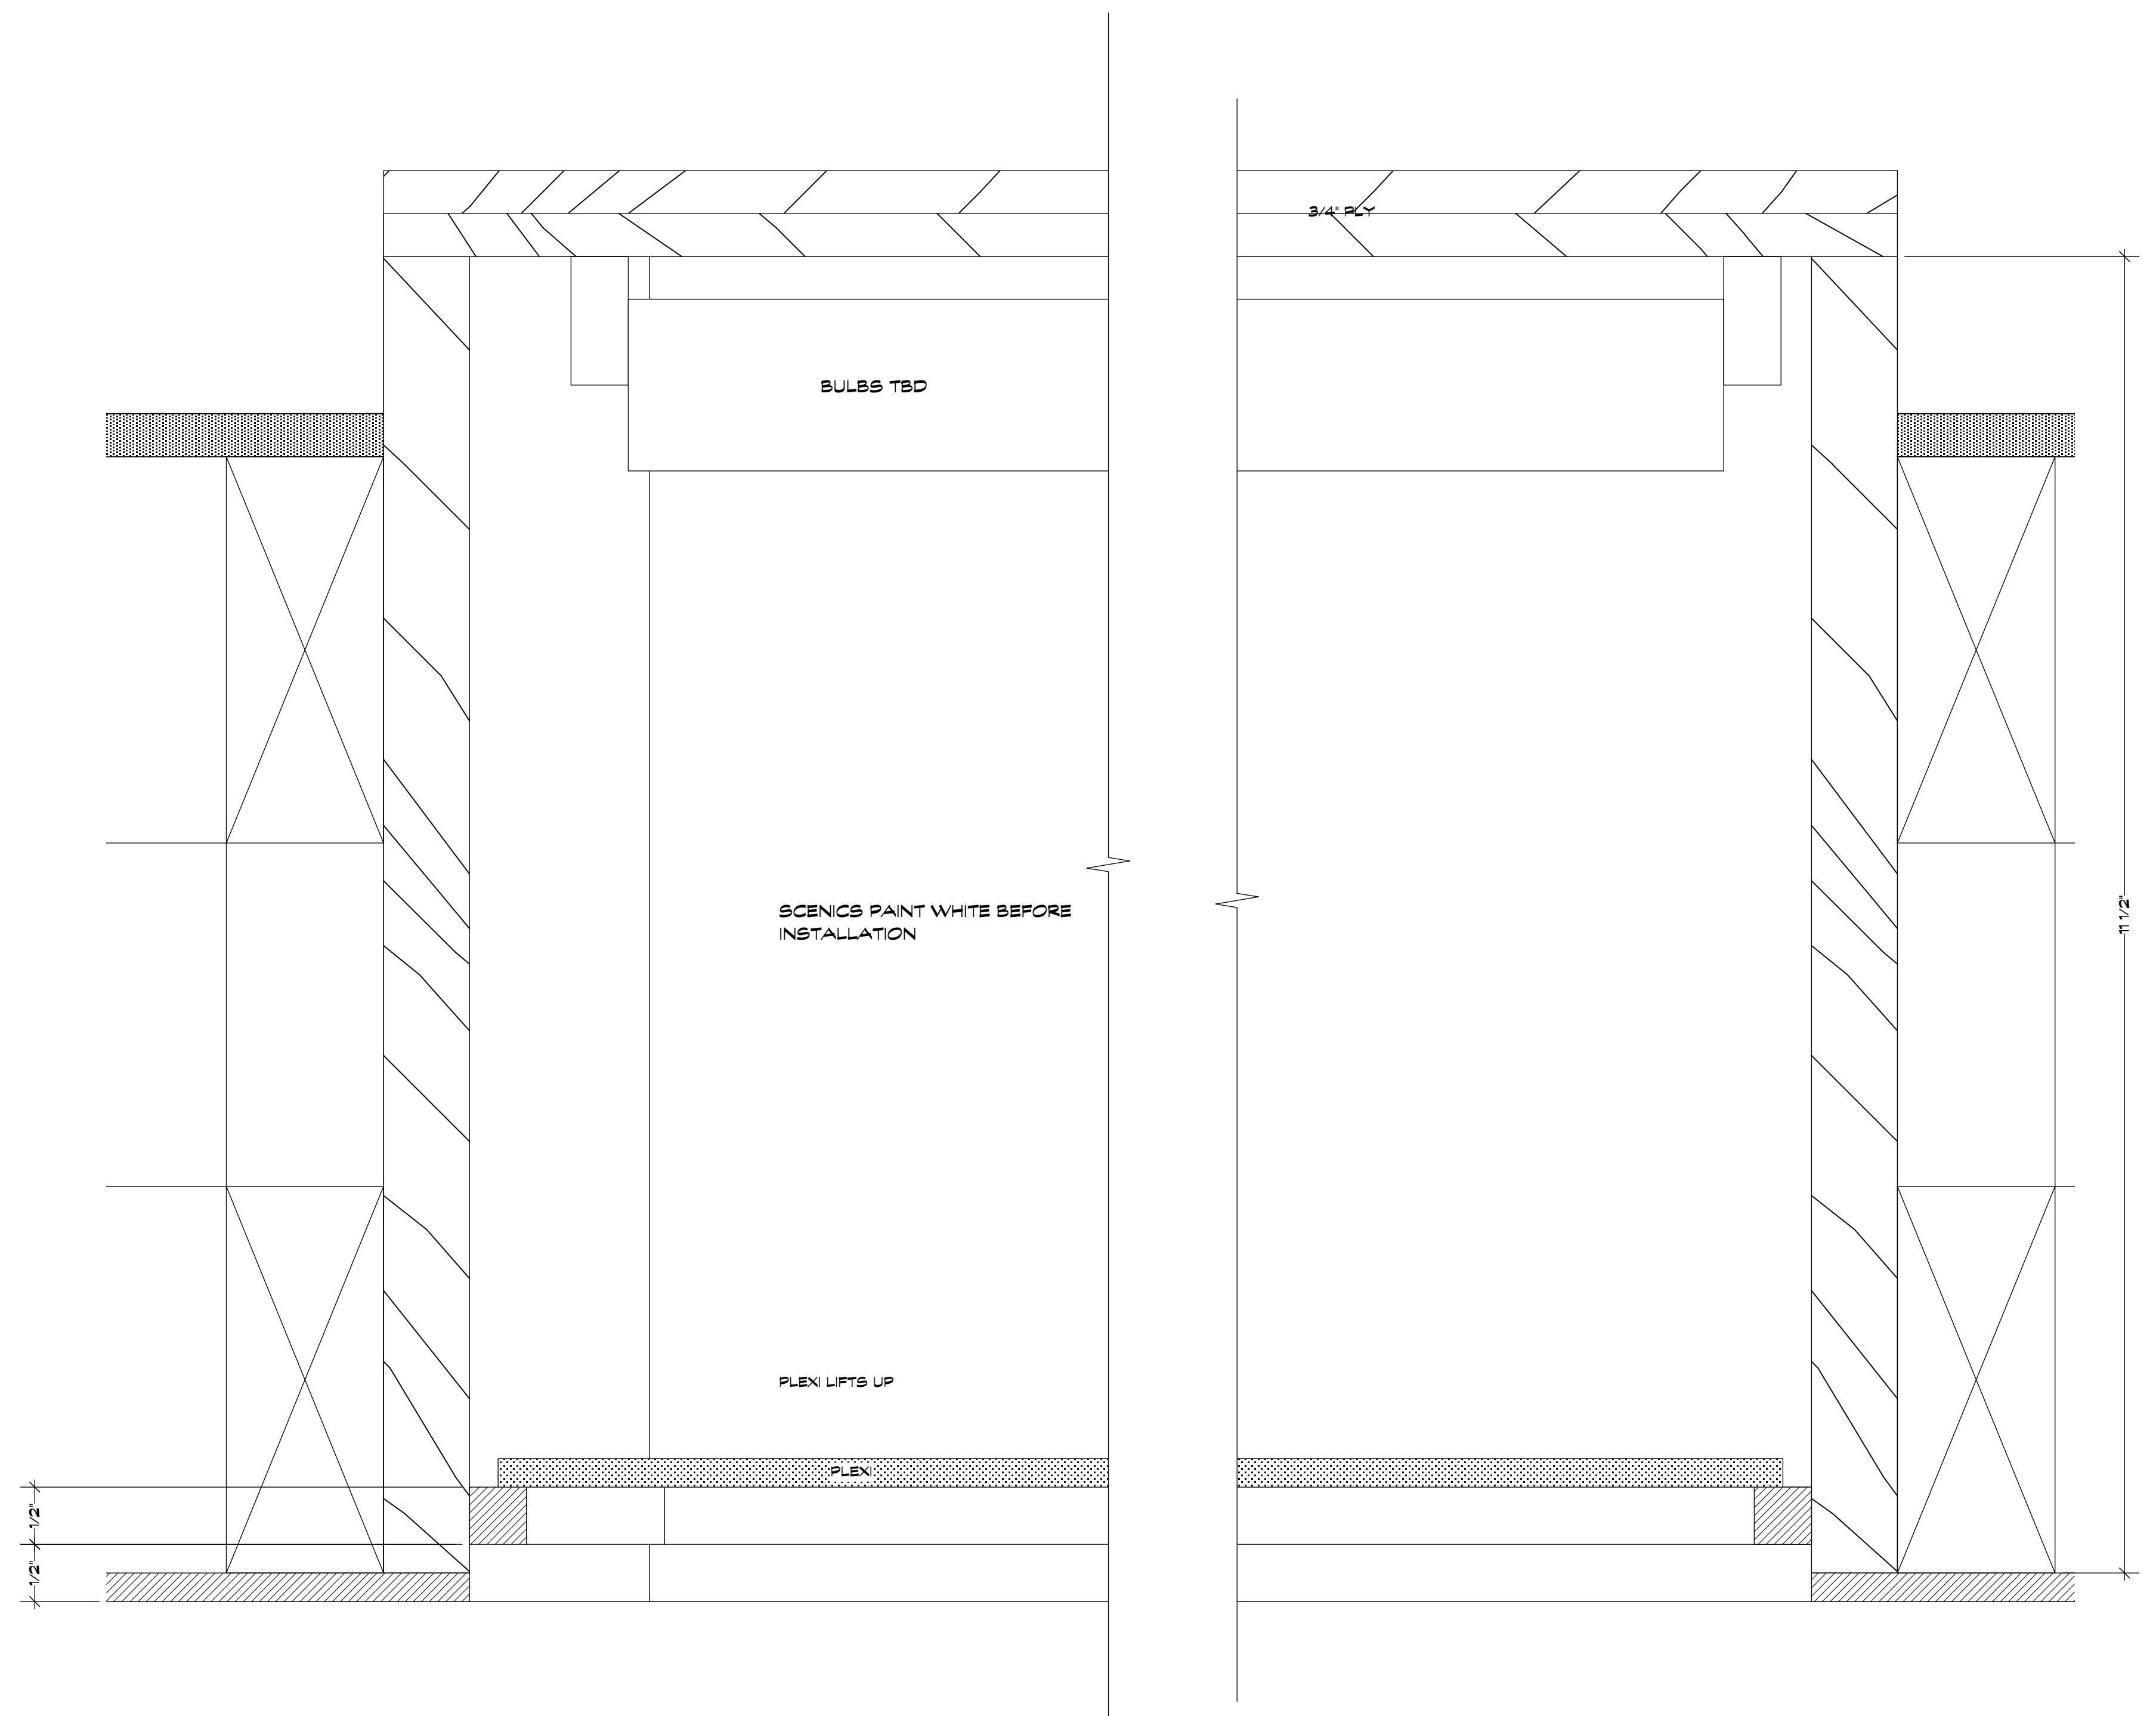 3/4" PLY
BULBS TBD
SCENICS PAINT WHITE BEFORE
INSTALLATION
11 1/2"
PLEXI LIFTS UP
PLEXI
1/2"
1/2"